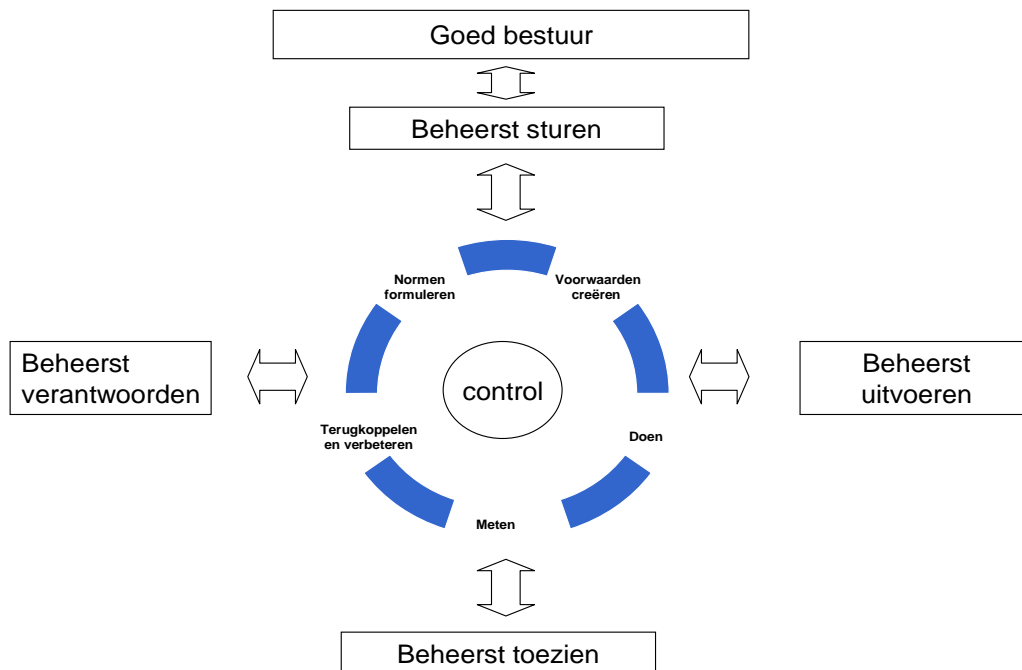 Goed bestuur
Beheerst sturen
Normen
formuleren
Voorwaarden
creëren
Beheerst
verantwoorden
control
Beheerst
uitvoeren
Terugkoppelen
en verbeteren
Doen
Meten
Beheerst toezien